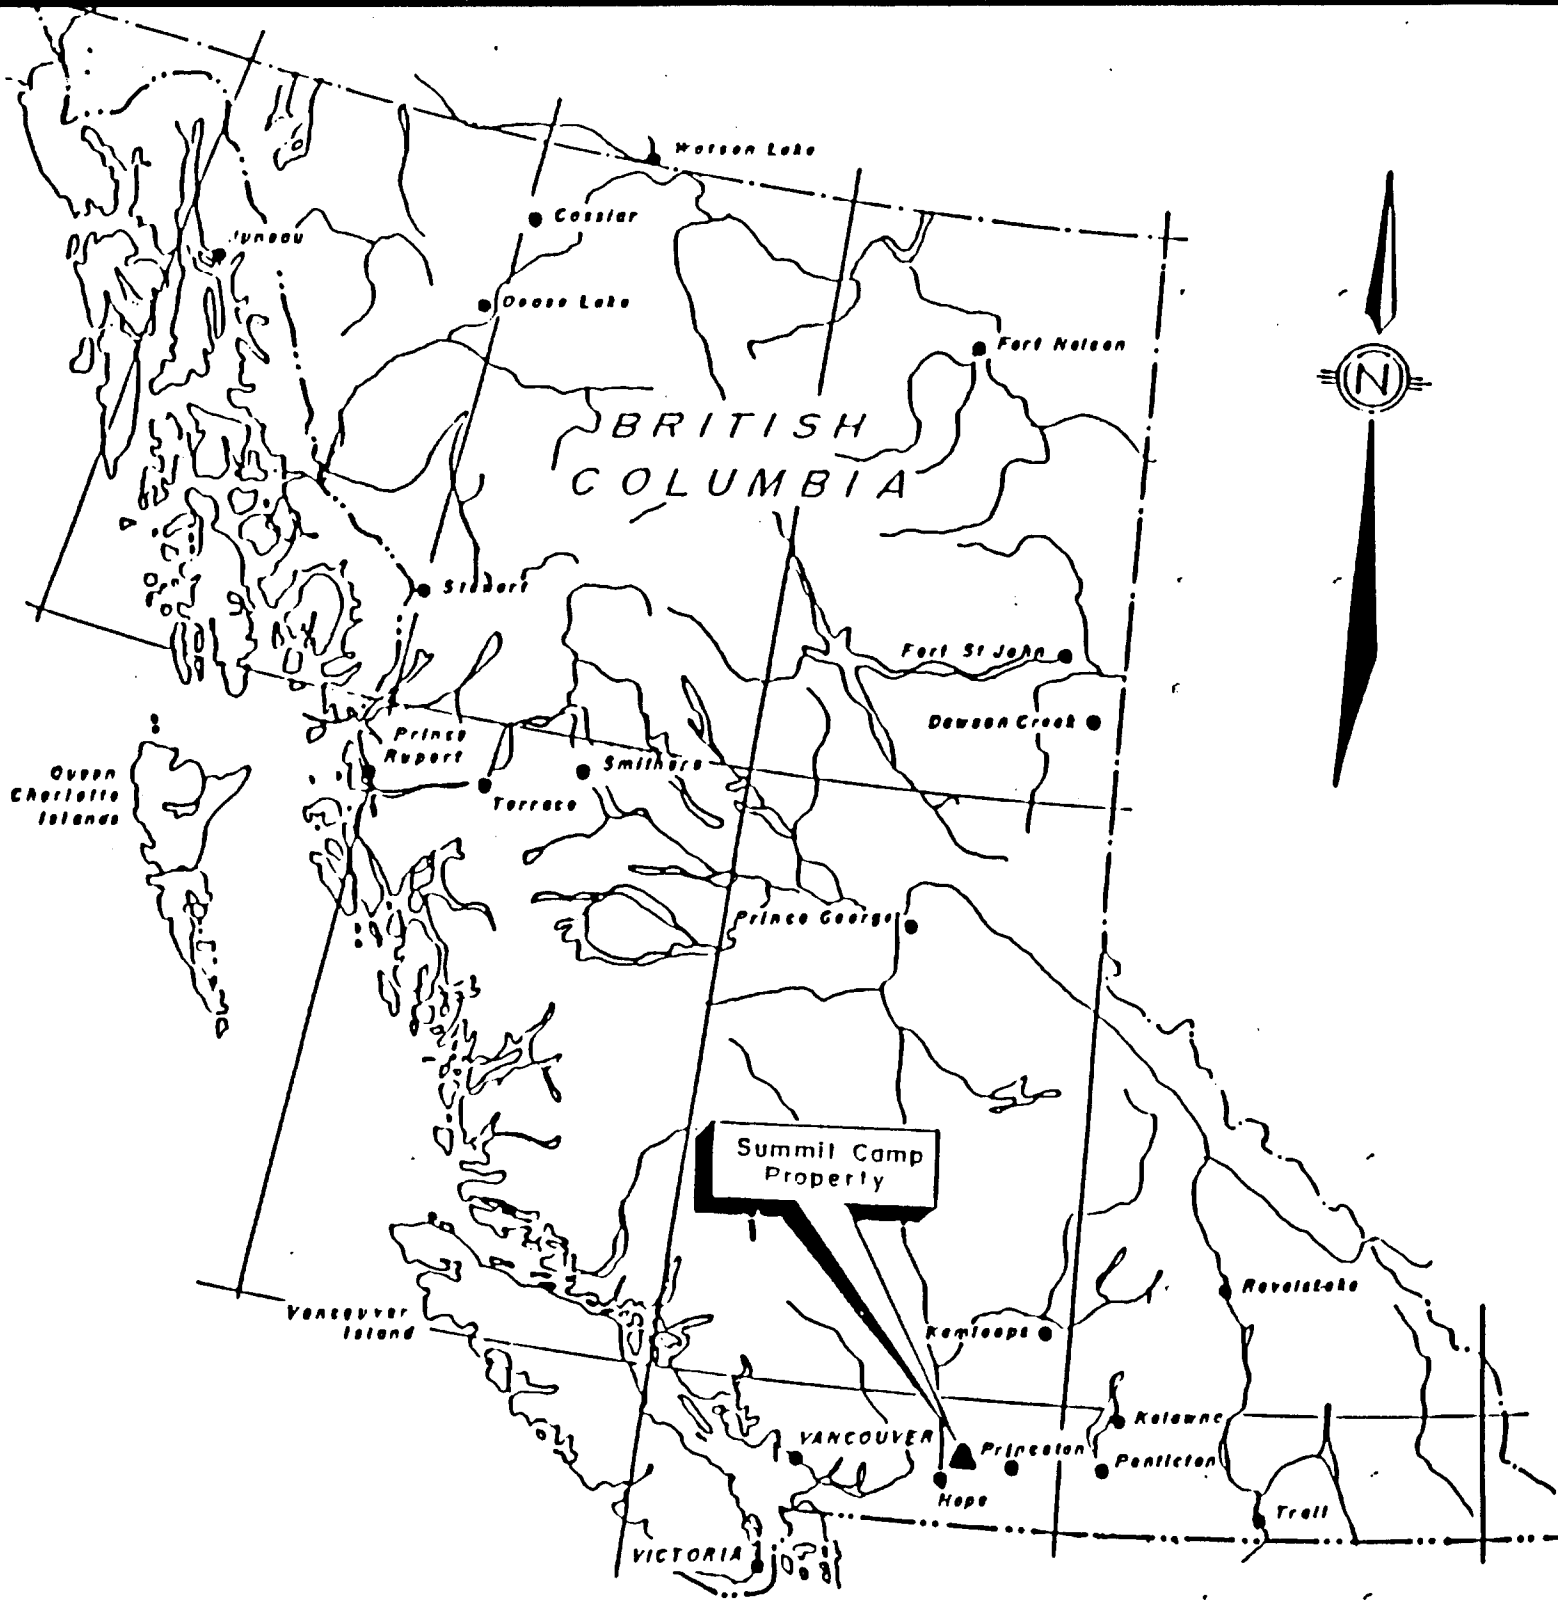 Watson Lake
Cassiar
Juneau
Dease Lake
Fort Nelson
N
BRITISH
COLUMBIA
Stewart
Fort St John
Dawson Creek
Prince
Rupert
Smithers
Terrace
Queen
Charlotte
Islands
Prince George
Summit Camp
Property
Revelstoke
Vancouver
Island
Kamloops
Kelowna
VANCOUVER
Princeton
Penticton
Hope
Trail
VICTORIA